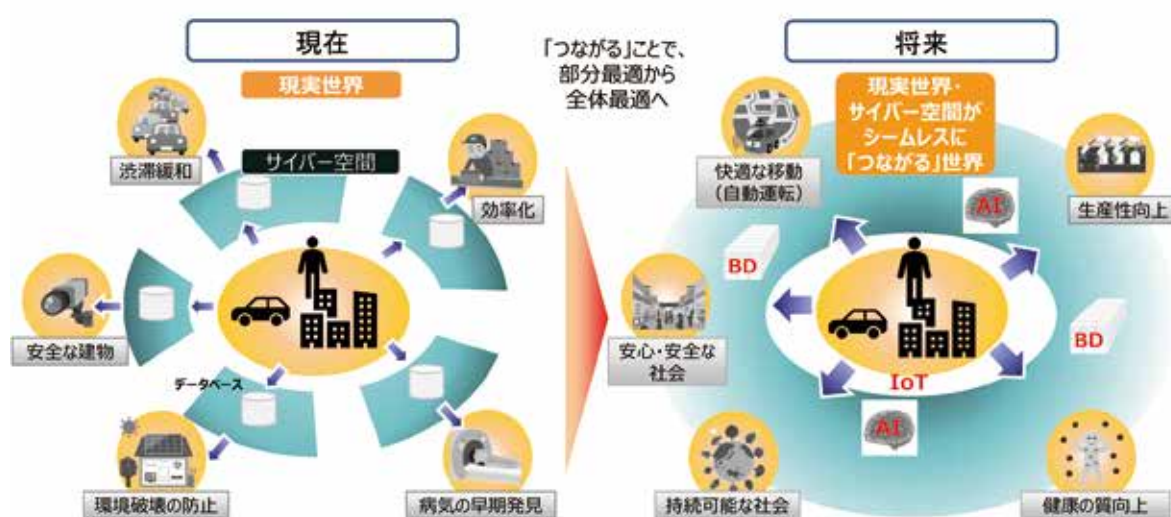 現在
現実世界
サイバー空間
渋滞緩和
効率化
安全な建物
データベース
環境破壊の防止
病気の早期発見
「つながる」ことで、
部分最適から
全体最適へ
将来
現実世界・
サイバー空間が
シームレスに
「つながる」世界
快適な移動
(自動運転)
AI
生産性向上
BD
安心・安全な
社会
BD
IoT
AI
持続可能な社会
健康の質向上